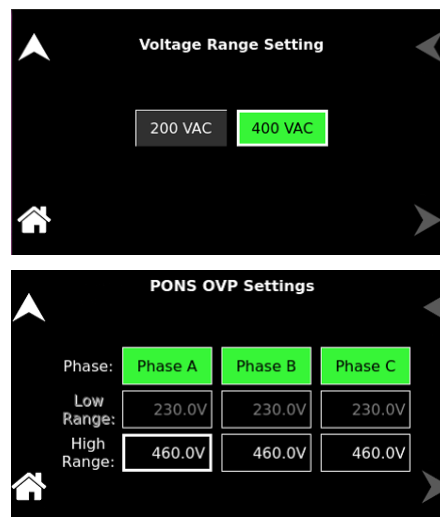 Voltage Range Setting
200 VAC 400 VAC
PONS OVP Settings
Phase: Phase A Phase B Phase C
Low
Range: 230.0V 230.0V 230.0V
High
Range: 460.0V 460.0V 460.0V